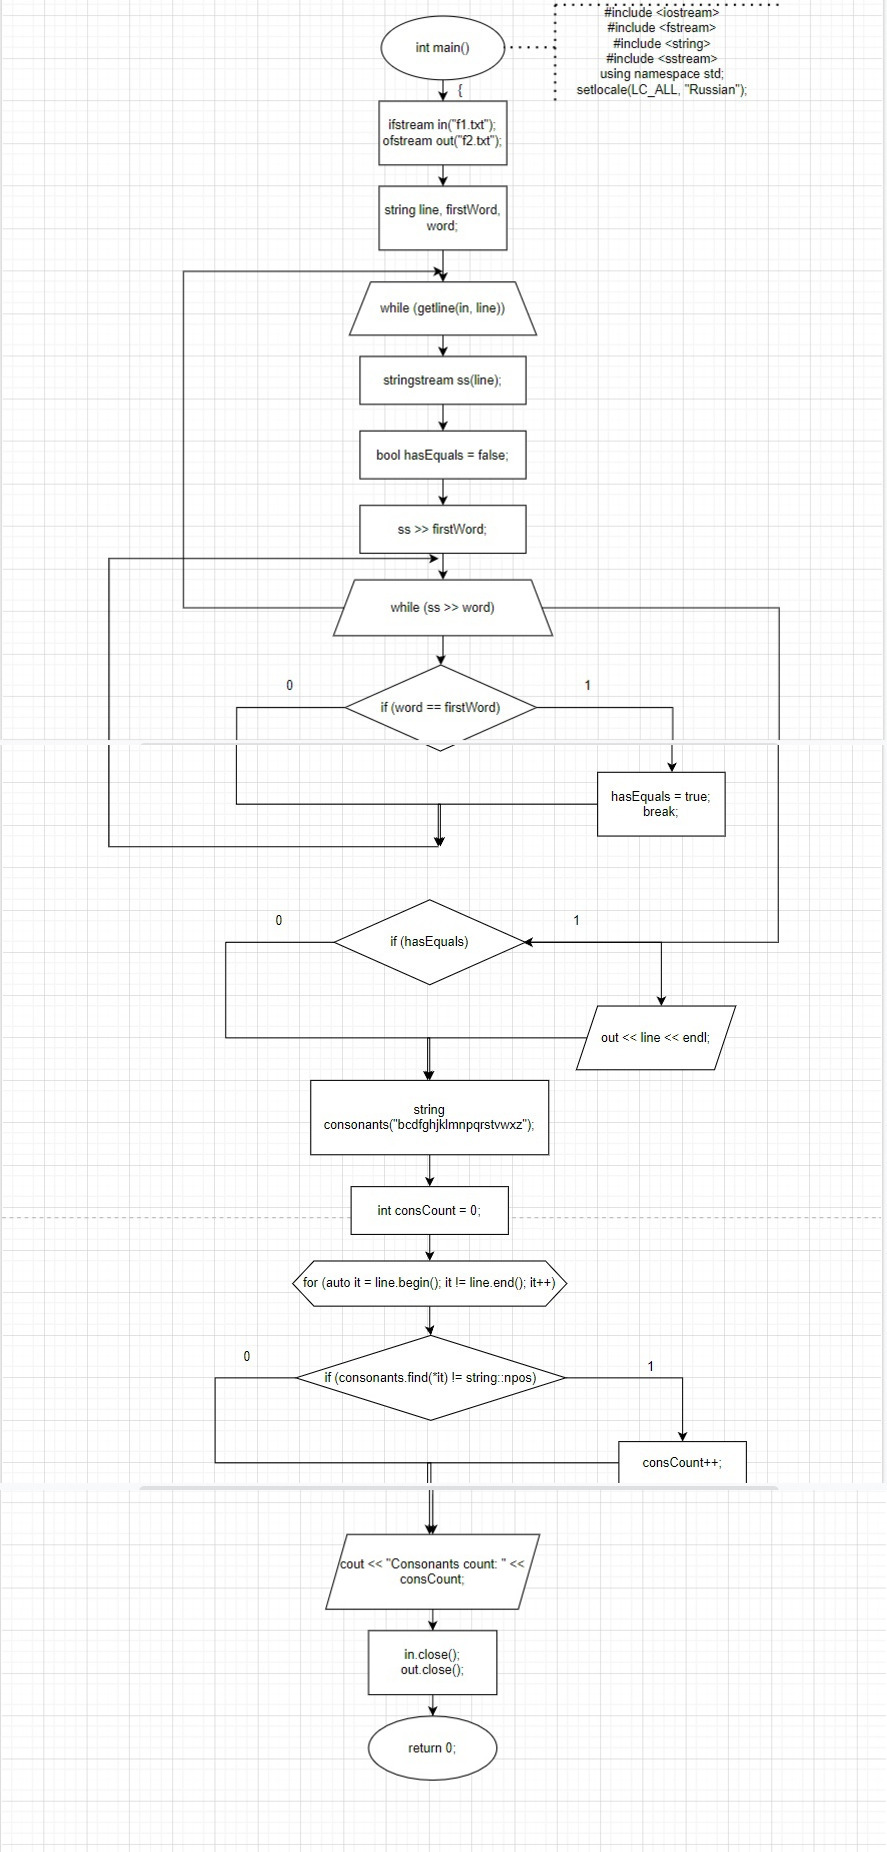 int main()
#include <iostream>
#include <fstream>
#include <string>
#include <sstream>
using namespace std;
setlocale(LC_ALL, "Russian");
{
ifstream in("f1.txt");
ofstream out("f2.txt");
string line, firstWord,
word;
while (getline(in, line))
stringstream ss(line);
bool hasEquals = false;
ss >> firstWord;
while (ss >> word)
0
1
if (word == firstWord)
hasEquals = true;
break;
0
1
if (hasEquals)
out << line << endl;
string
consonants("bcdfghjklmnpqrstvwxz");
int consCount = 0;
for (auto it = line.begin(); it != line.end(); it++)
0
1
if (consonants.find(*it) != string::npos)
consCount++;
cout << "Consonants count: " <<
consCount;
in.close();
out.close();
return 0;